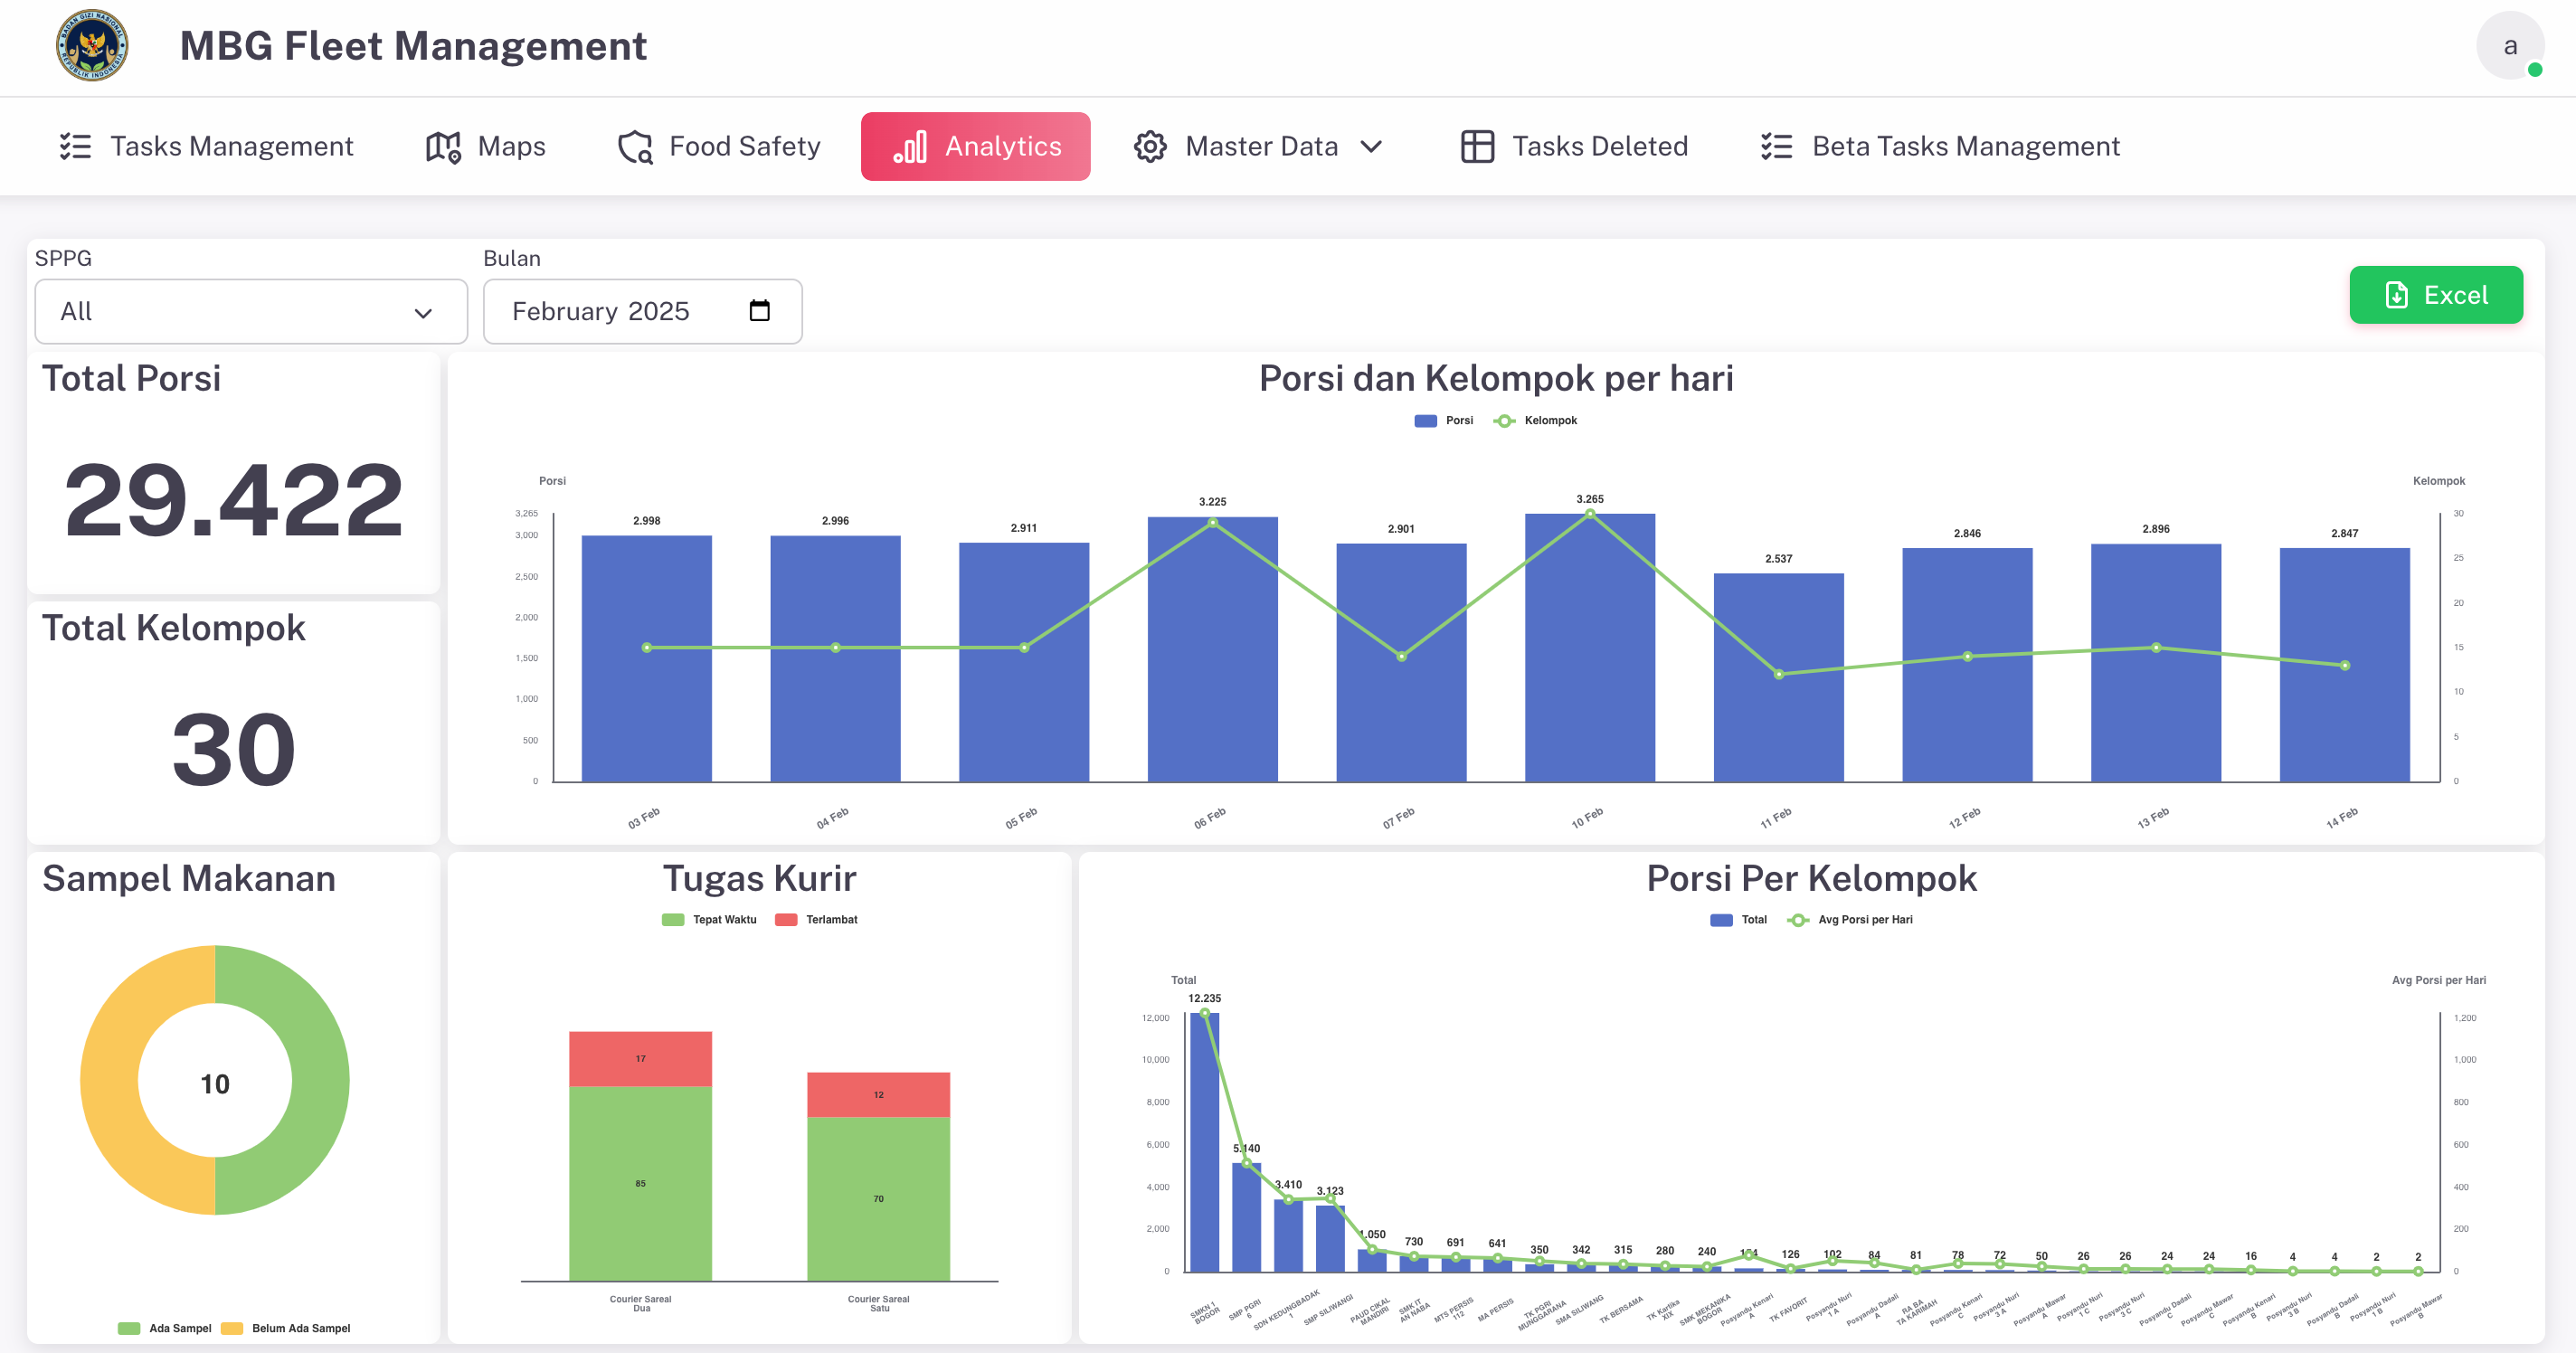 BADAN GIZI NASIONAL
REPUBLIK INDONESIA
MBG Fleet Management
a
Tasks Management
Maps
Food Safety
Analytics
Master Data
Tasks Deleted
Beta Tasks Management
SPPG
Bulan
All
February 2025
Excel
Total Porsi
29.422
Total Kelompok
30
Porsi dan Kelompok per hari
Porsi
Kelompok
Porsi
Kelompok
3,265
3,000
2,500
2,000
1,500
1,000
500
0
2.998
2.996
2.911
3.225
2.901
3.265
2.537
2.846
2.896
2.847
30
25
20
15
10
5
0
03 Feb
04 Feb
05 Feb
06 Feb
07 Feb
10 Feb
11 Feb
12 Feb
13 Feb
14 Feb
Sampel Makanan
10
Ada Sampel
Belum Ada Sampel
Tugas Kurir
Tepat Waktu
Terlambat
17
85
12
70
Courier Sareal
Dua
Courier Sareal
Satu
Porsi Per Kelompok
Total
Avg Porsi per Hari
Total
Avg Porsi per Hari
12,000
10,000
8,000
6,000
4,000
2,000
0
12.235
5.140
3.410
3.123
1.050
730
691
641
350
342
315
280
240
126
102
84
81
78
72
50
26
26
24
24
16
4
4
2
2
1,200
1,000
800
600
400
200
0
SMKN 1
BOGOR
SMP PGRI
6
SDN KEDUNGBADAK
1
SMP SILIWANGI
PAUD CIKAL
MANDIRI
SMK IT
AN NABA
MTS PERSIS
112
MA PERSIS
TK PGRI
MUNGGARANA
SMA SILIWANG
TK BERSAMA
TK Kartika
XIX
SMK MEKANIKA
BOGOR
Posyandu Kenari
A
TK FAVORIT
Posyandu Nuri
1 A
Posyandu Dadali
A
RA BA
TA KARIMAH
Posyandu Kenari
C
Posyandu Nuri
3 A
Posyandu Mawar
A
Posyandu Nuri
1 C
Posyandu Nuri
3 C
Posyandu Dadali
C
Posyandu Mawar
C
Posyandu Kenari
B
Posyandu Nuri
3 B
Posyandu Dadali
B
Posyandu Nuri
1 B
Posyandu Mawar
B